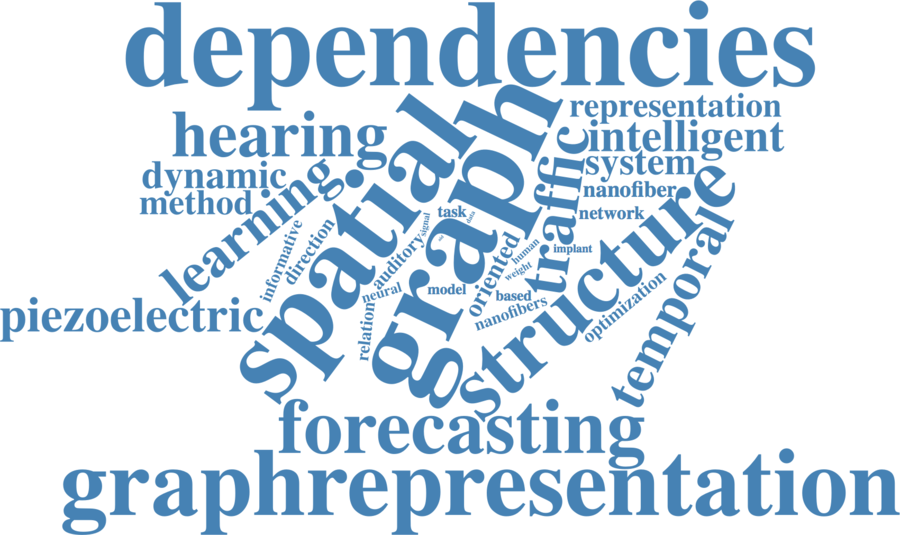 dependencies
representation
hearing
intelligent
spatial
graph
traffic
system
dynamic
learning
nanofiber
method
structure
task
data
signal
network
temporal
informative
direction
auditory
oriented
human
implant
weight
neural
model
based
optimization
piezoelectric
relation
nanofibers
forecasting
graphrepresentation